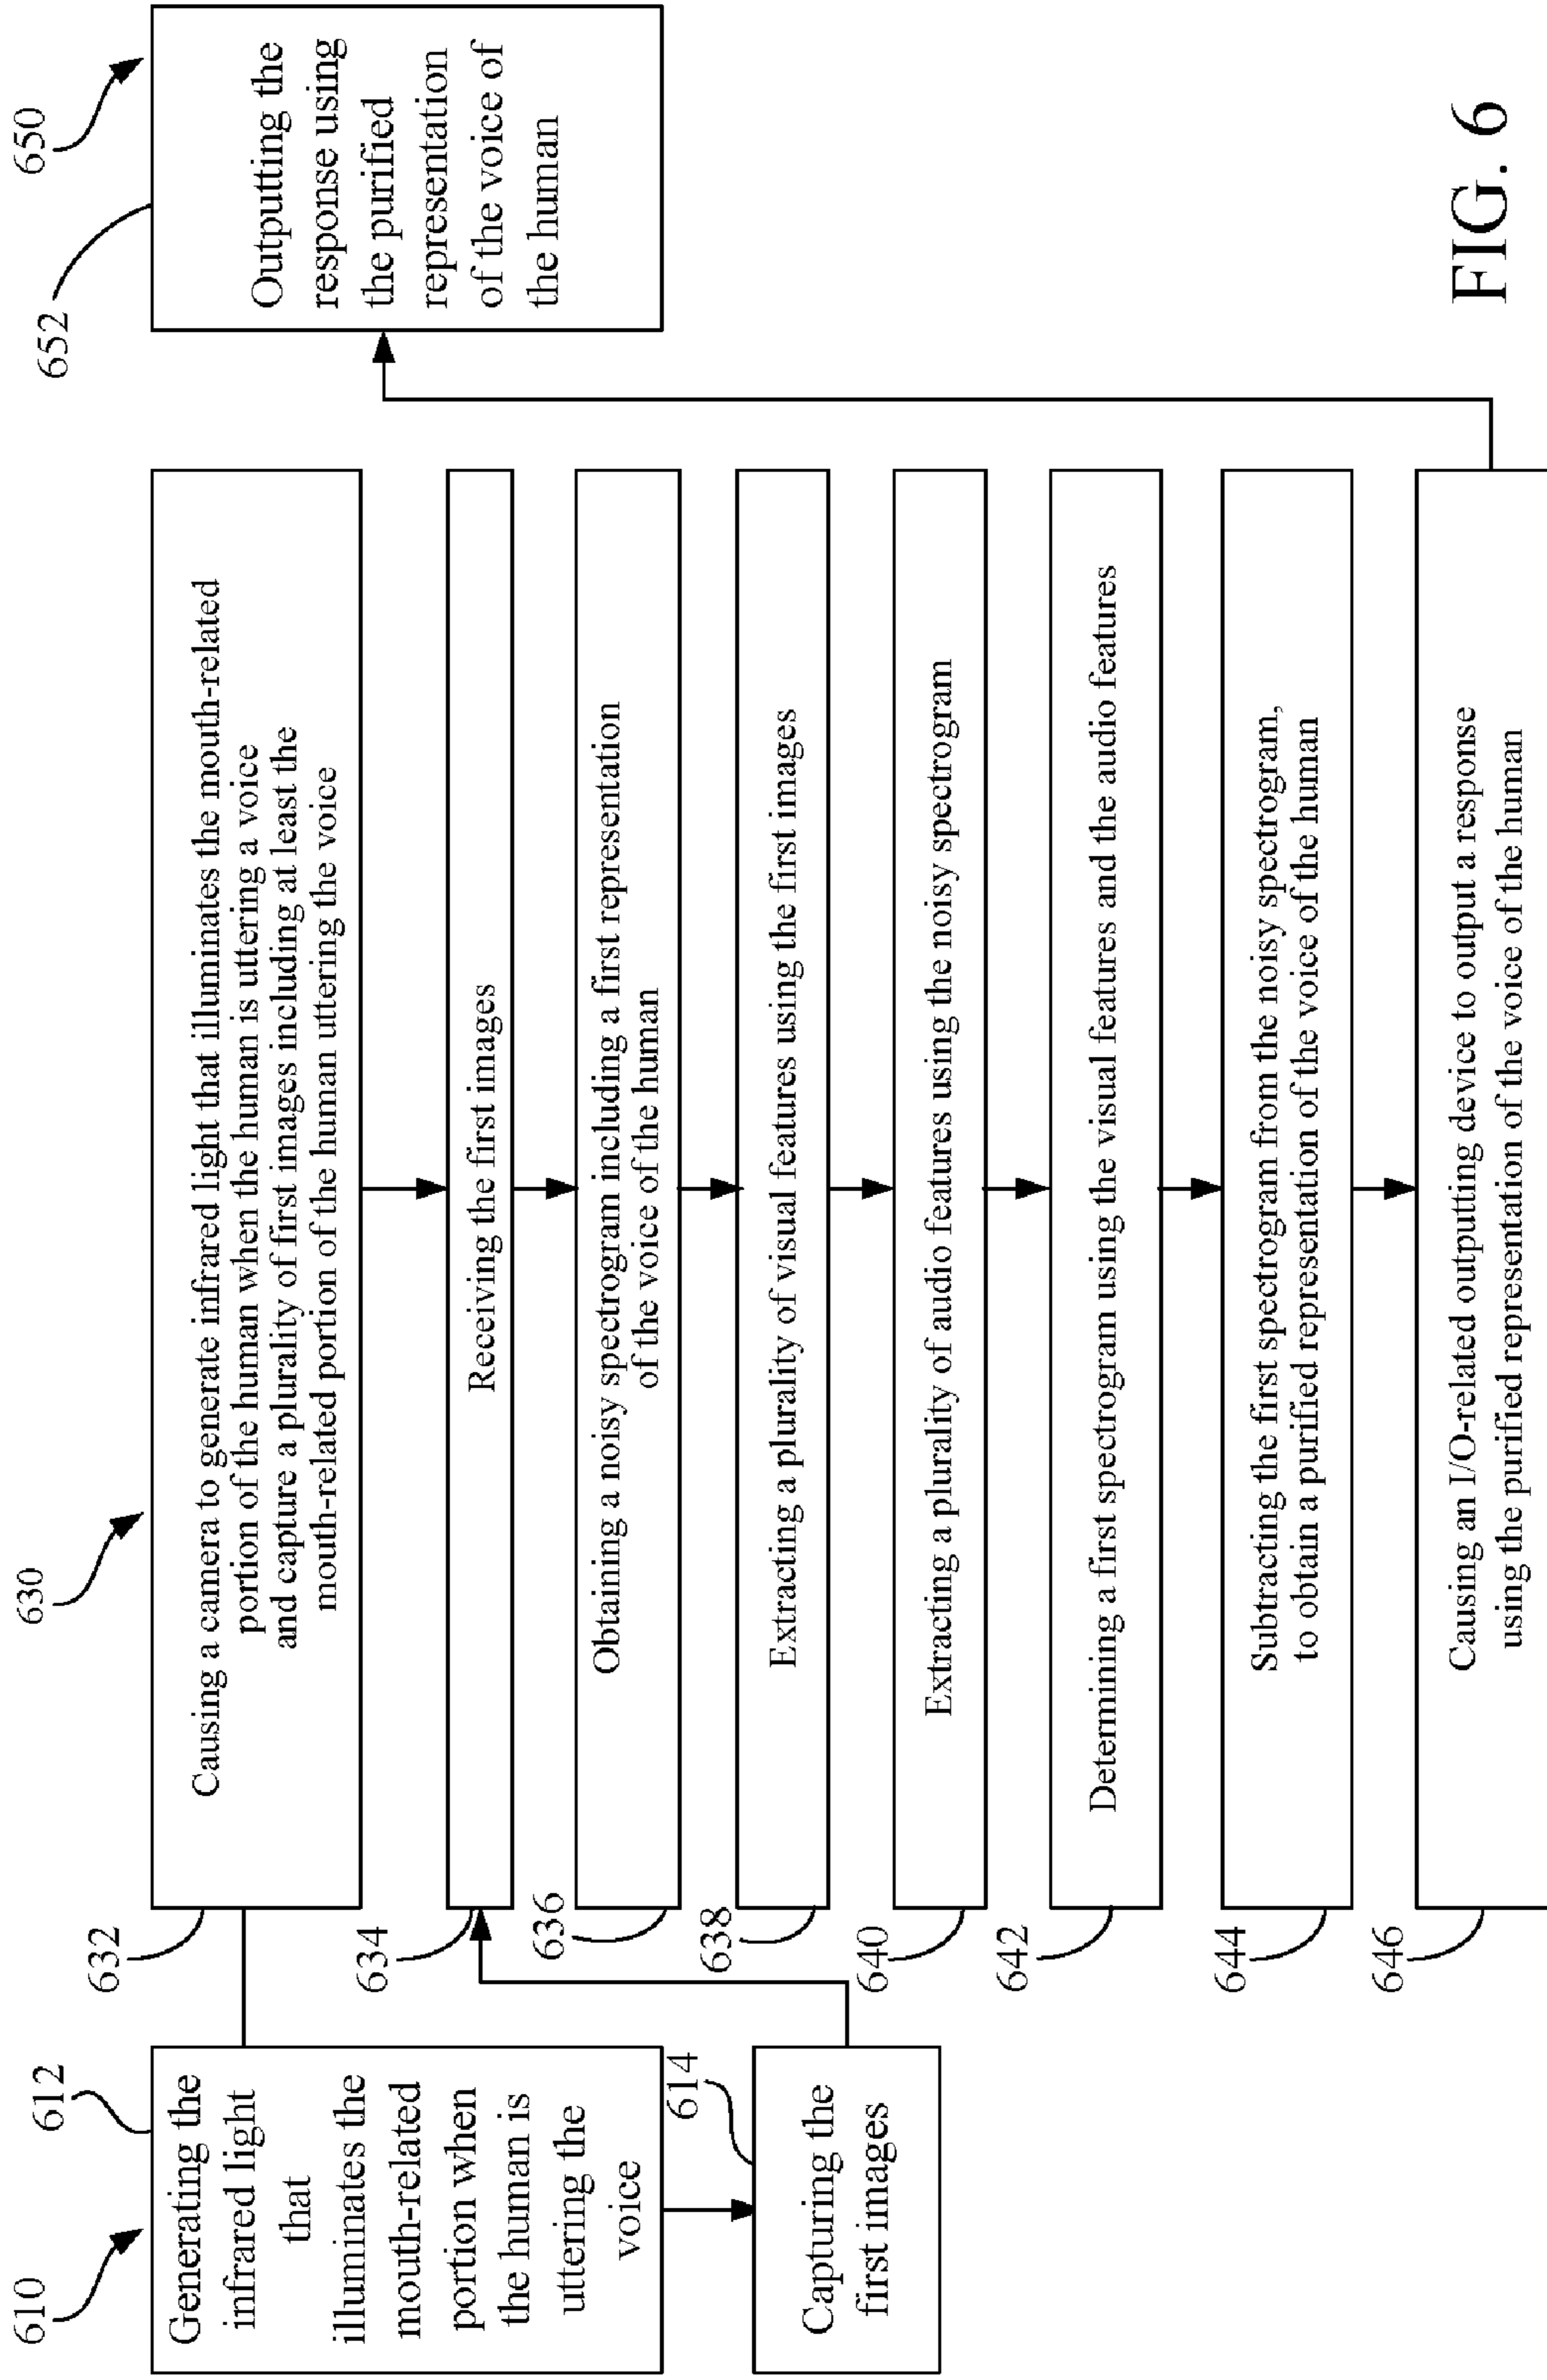 610
612
Generating the
infrared light
that
illuminates the
mouth-related
portion when
the human is
uttering the
voice
614
Capturing the
first images
630
632
Causing a camera to generate infrared light that illuminates the mouth-related
portion of the human when the human is uttering a voice
and capture a plurality of first images including at least the
mouth-related portion of the human uttering the voice
634
Receiving the first images
636
Obtaining a noisy spectrogram including a first representation
of the voice of the human
638
Extracting a plurality of visual features using the first images
640
Extracting a plurality of audio features using the noisy spectrogram
642
Determining a first spectrogram using the visual features and the audio features
644
Subtracting the first spectrogram from the noisy spectrogram,
to obtain a purified representation of the voice of the human
646
Causing an I/O-related outputting device to output a response
using the purified representation of the voice of the human
650
652
Outputting the
response using
the purified
representation
of the voice of
the human
FIG. 6